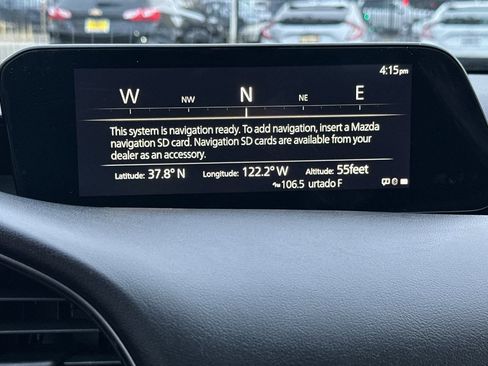 4:15pm
W NW N NE E
This system is navigation ready. To add navigation, insert a Mazda
navigation SD card. Navigation SD cards are available from your
dealer as an accessory.
Latitude: 37.8° N Longitude: 122.2° W Altitude: 55feet
106.5 urtado F